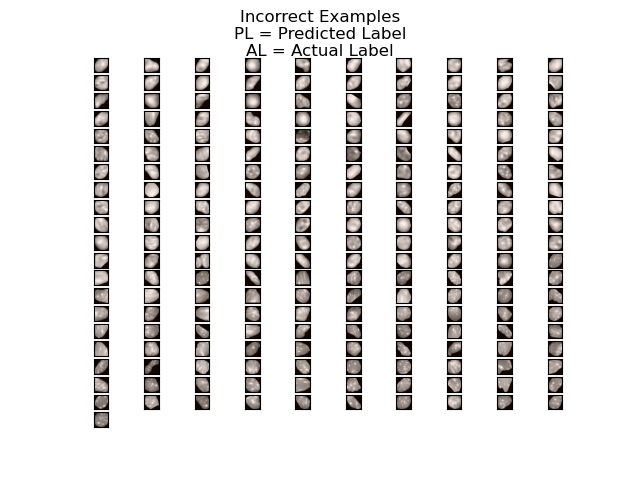 Incorrect Examples
PL = Predicted Label
AL = Actual Label